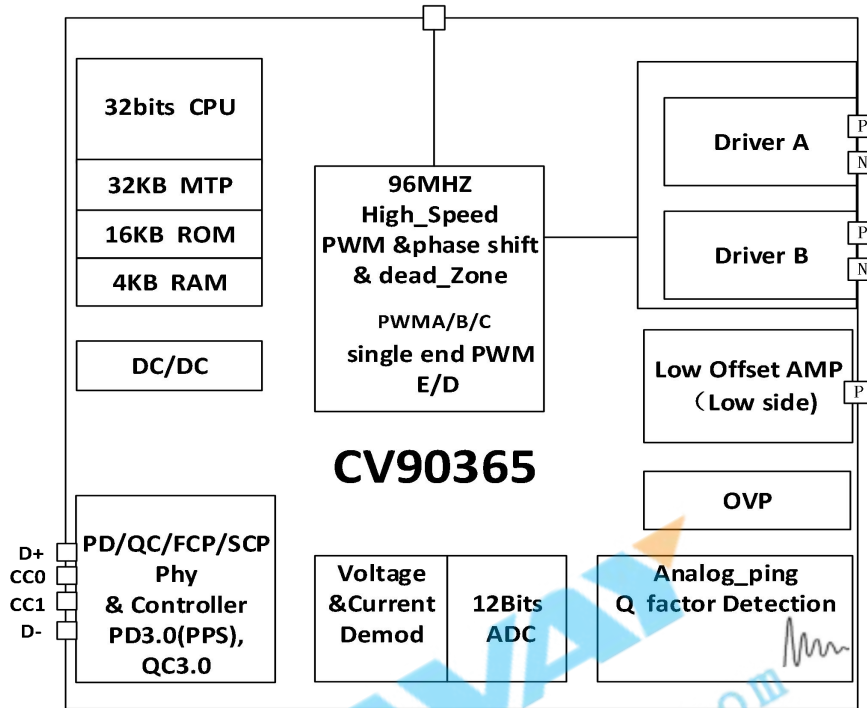 32bits CPU
32KB MTP
16KB ROM
4KB RAM
DC/DC
96MHZ
High_Speed
PWM &phase shift
& dead_Zone
PWMA/B/C
single end PWM
E/D
Driver A
P
N
Driver B
P
N
Low Offset AMP
（Low side)
P
OVP
CV90365
D+
CC0
CC1
D-
PD/QC/FCP/SCP
Phy
& Controller
PD3.0(PPS),
QC3.0
Voltage
&Current
Demod
12Bits
ADC
Analog_ping
Q factor Detection